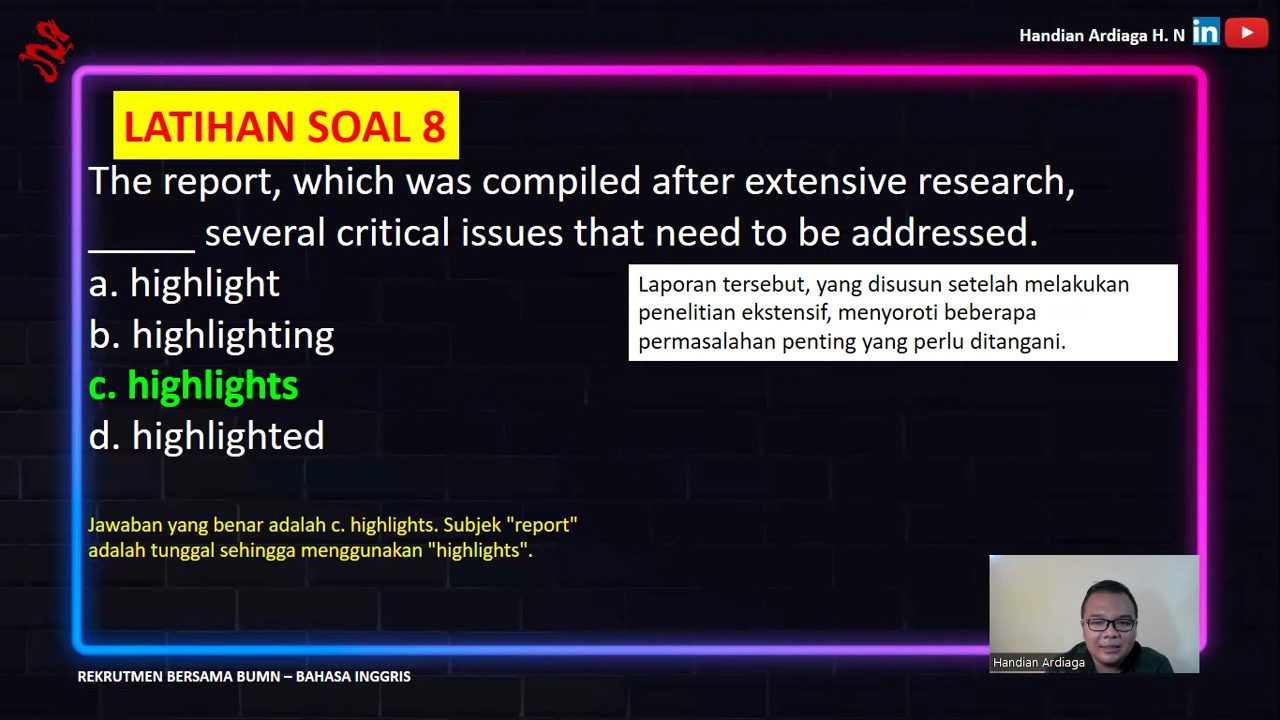 Handian Ardiaga H. N
in
LATIHAN SOAL 8
The report, which was compiled after extensive research,
_____ several critical issues that need to be addressed.
a. highlight
b. highlighting
c. highlights
d. highlighted
Laporan tersebut, yang disusun setelah melakukan
penelitian ekstensif, menyoroti beberapa
permasalahan penting yang perlu ditangani.
Jawaban yang benar adalah c. highlights. Subjek "report"
adalah tunggal sehingga menggunakan "highlights".
Handian Ardiaga
REKRUTMEN BERSAMA BUMN – BAHASA INGGRIS